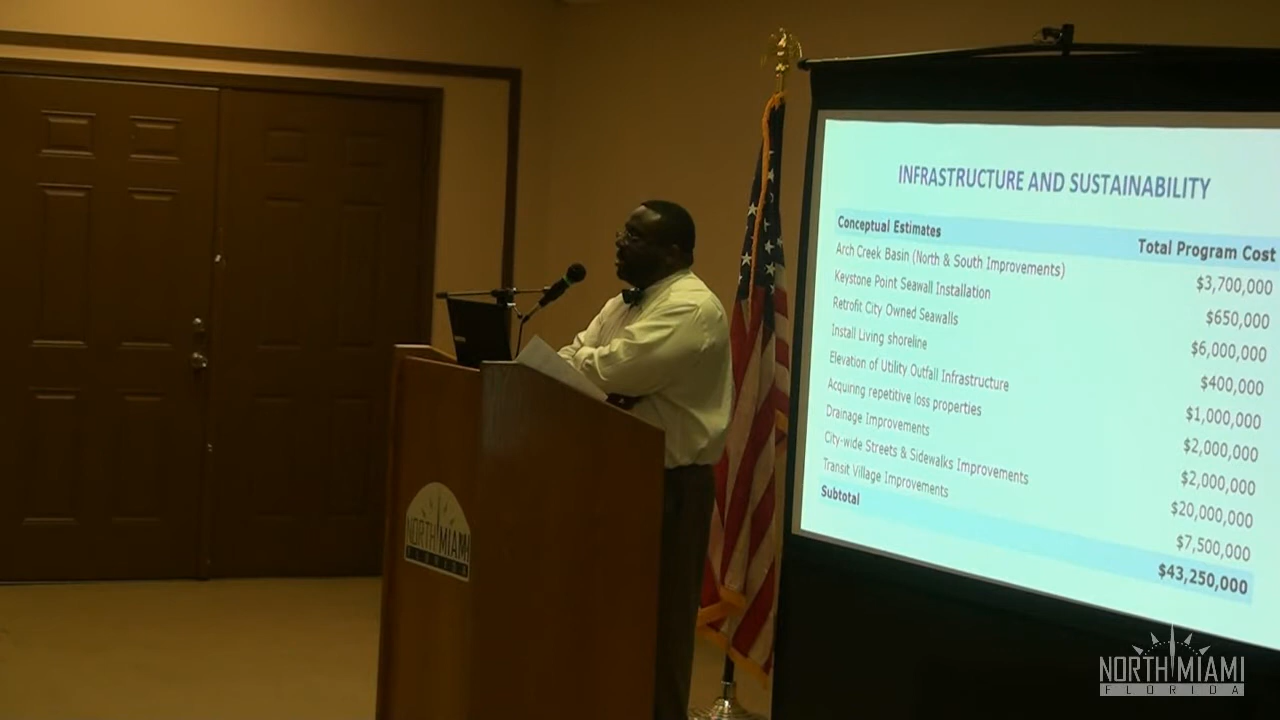 INFRASTRUCTURE AND SUSTAINABILITY
Conceptual Estimates Total Program Cost
Arch Creek Basin (North & South Improvements) $3,700,000
Keystone Point Seawall Installation $650,000
Retrofit City Owned Seawalls $6,000,000
Install Living shoreline $400,000
Elevation of Utility Outfall Infrastructure $1,000,000
Acquiring repetitive loss properties $2,000,000
Drainage Improvements $2,000,000
City-wide Streets & Sidewalks Improvements $20,000,000
Transit Village Improvements $7,500,000
Subtotal $43,250,000
NORTH MIAMI
FLORIDA
NORTH MIAMI
FLORIDA